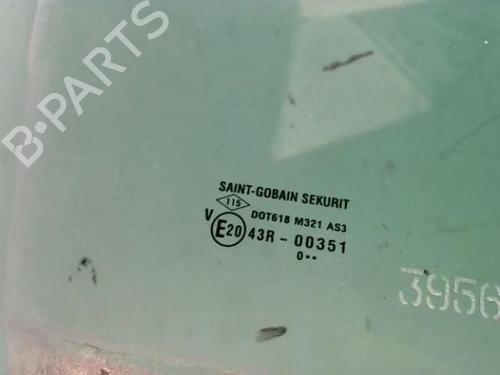 B-PARTS
SAINT-GOBAIN SEKURIT
115
DOT618 M321 AS3
V
E20 43R-00351
0••
3956